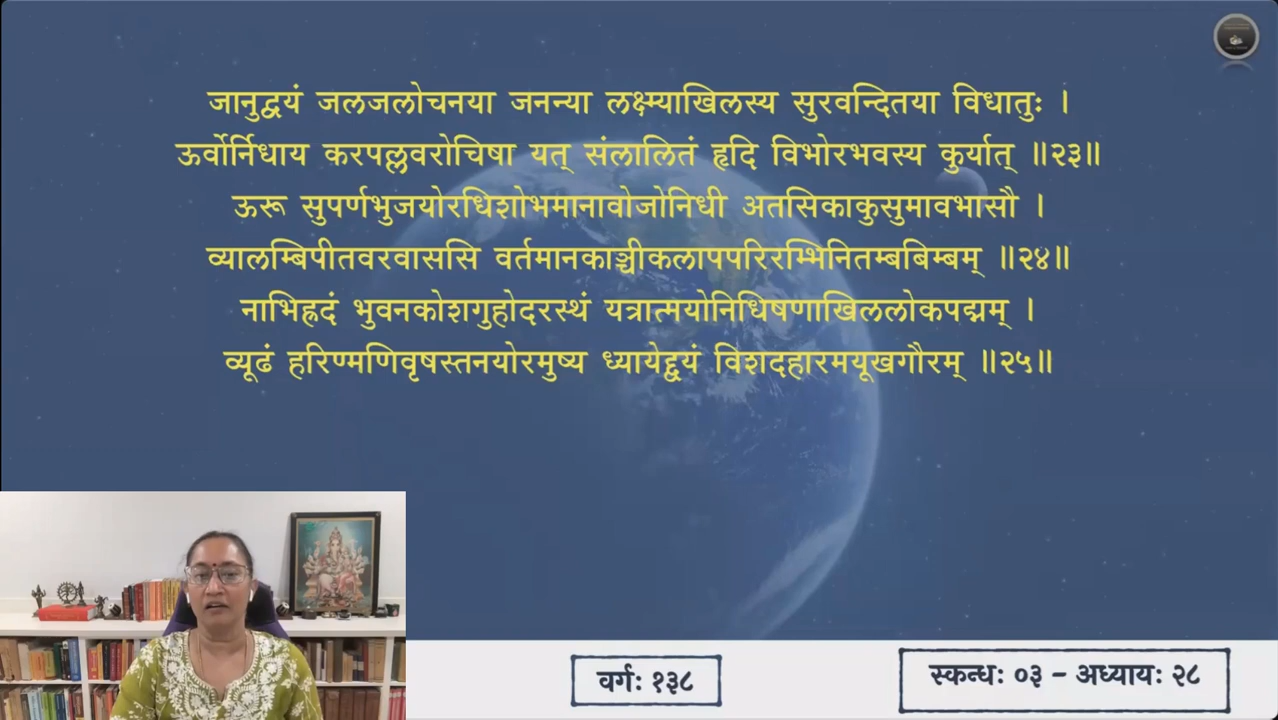 जानुद्वयं जलजलोचनया जनन्या लक्ष्म्याखिलस्य सुरवन्दितया विधातुः ।
ऊर्वोर्निधाय करपल्लवरोचिषा यत् संलालितं हृदि विभोरभवस्य कुर्यात् ॥२३॥
ऊरू सुपर्णभुजयोरधिशोभमानावोजोनिधी अतसिकाकुसुमावभासौ ।
व्यालम्बिपीतवरवाससि वर्तमानकाञ्चीकलापपरिरम्भिनितम्बबिम्बम् ॥२४॥
नाभिह्रदं भुवनकोशगुहोदरस्थं यत्रात्मयोनिधिषणाखिललोकपद्मम् ।
व्यूढं हरिण्मणिवृषस्तनयोरमुष्य ध्यायेद्द्वयं विशदहारमयूखगौरम् ॥२५॥
वर्गः १३८
स्कन्धः ०३ - अध्यायः २८